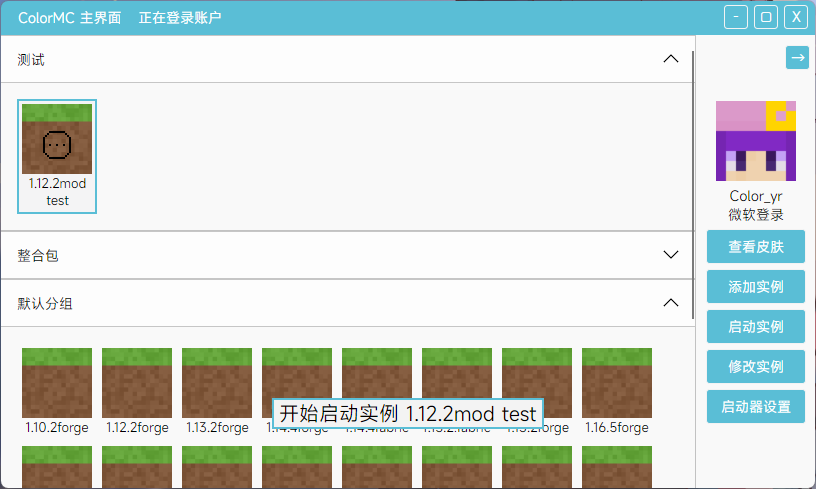 ColorMC 主界面 正在登录账户
- X
测试
→
1.12.2mod
test
Color_yr
微软登录
整合包
查看皮肤
添加实例
默认分组
启动实例
修改实例
开始启动实例 1.12.2mod test
启动器设置
1.10.2forge 1.12.2forge 1.13.2forge 1.14.4forge 1.14.4fabric 1.15.2fabric 1.15.2forge 1.16.5forge